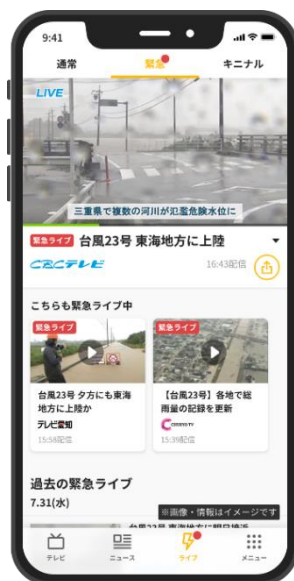 9:41
通常
緊急
キニナル
LIVE
三重県で複数の河川が氾濫危険水位に
緊急ライブ 台風23号 東海地方に上陸
CBCテレビ
16:43配信
こちらも緊急ライブ中
緊急ライブ
緊急ライブ
台風23号 夕方にも東海
地方に上陸か
テレビ愛知
15:58配信
【台風23号】各地で総
雨量の記録を更新
15:39配信
過去の緊急ライブ
7.31(水)
※画像・情報はイメージです
テレビ
ニュース
ライブ
メニュー